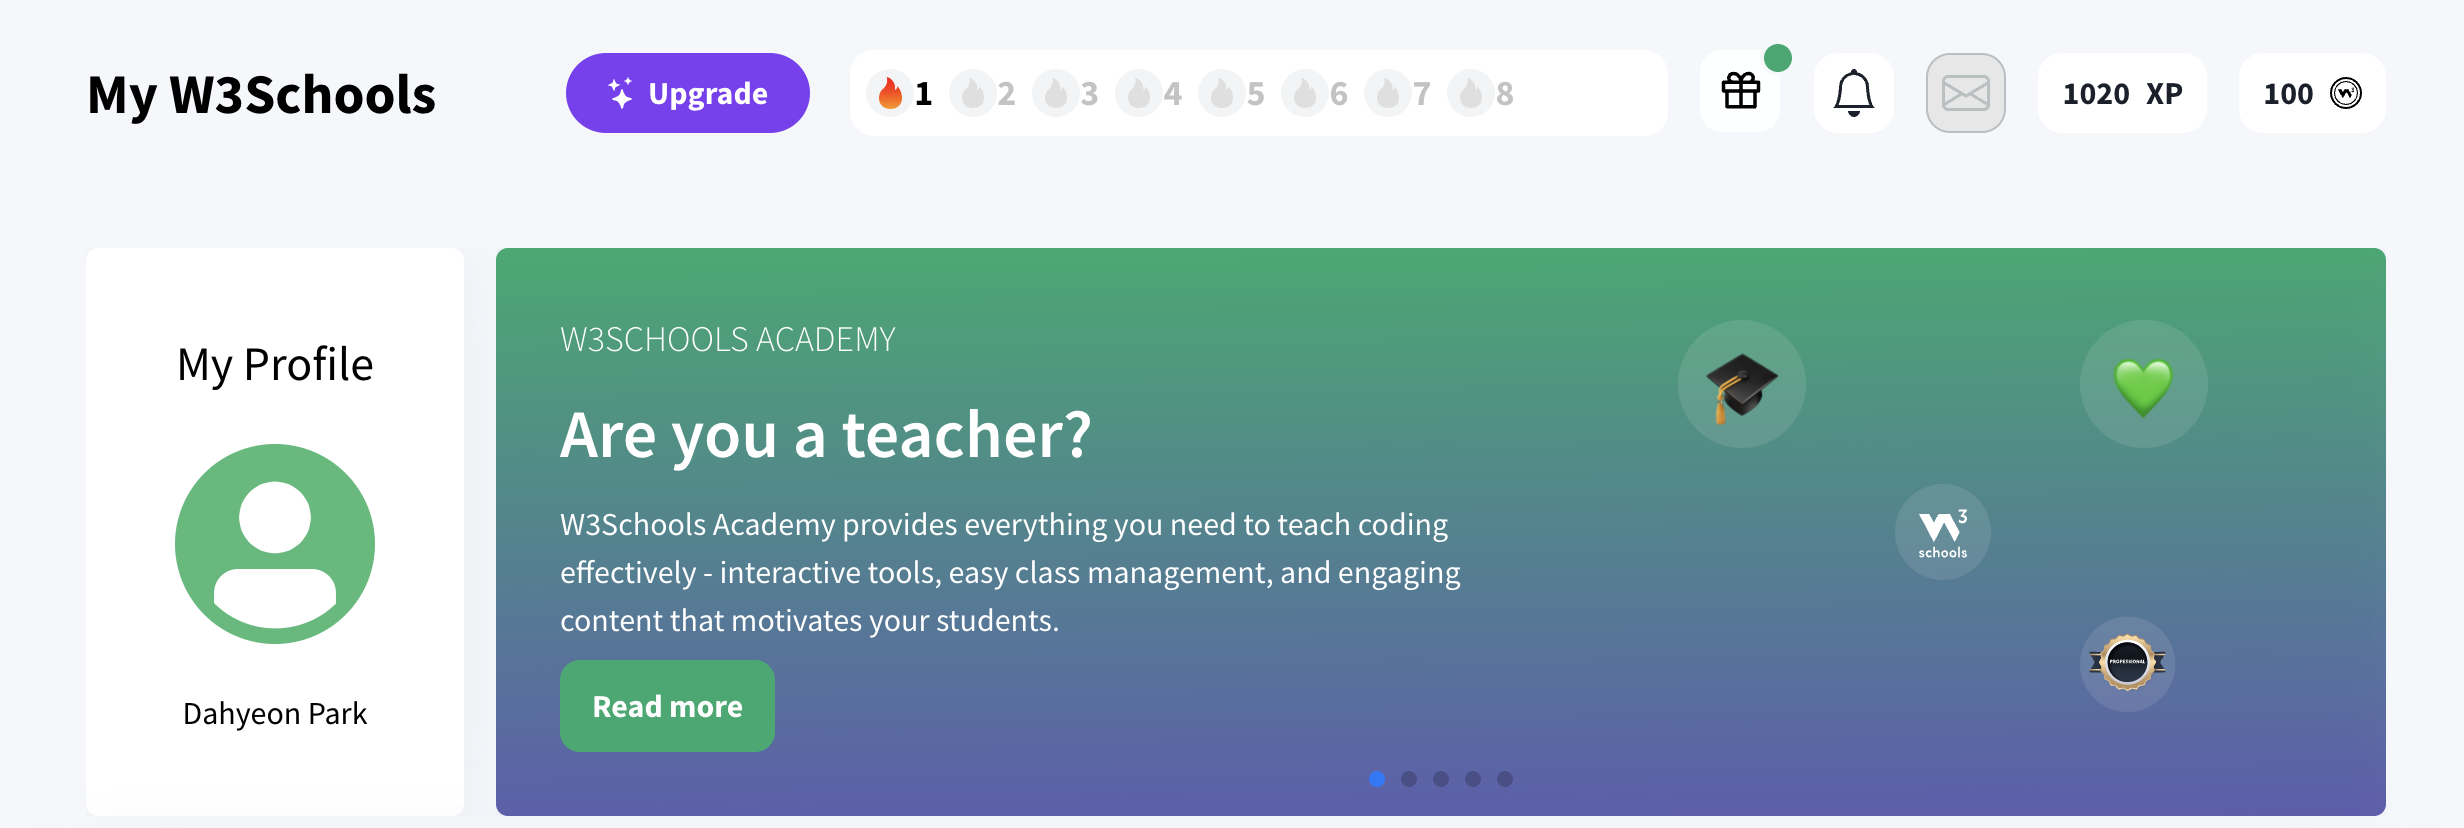 My W3Schools
Upgrade
1 2 3 4 5 6 7 8
1020 XP
100
My Profile
Dahyeon Park
W3SCHOOLS ACADEMY
Are you a teacher?
W3Schools Academy provides everything you need to teach coding
effectively - interactive tools, easy class management, and engaging
content that motivates your students.
Read more
W3
schools
PROFESSIONAL